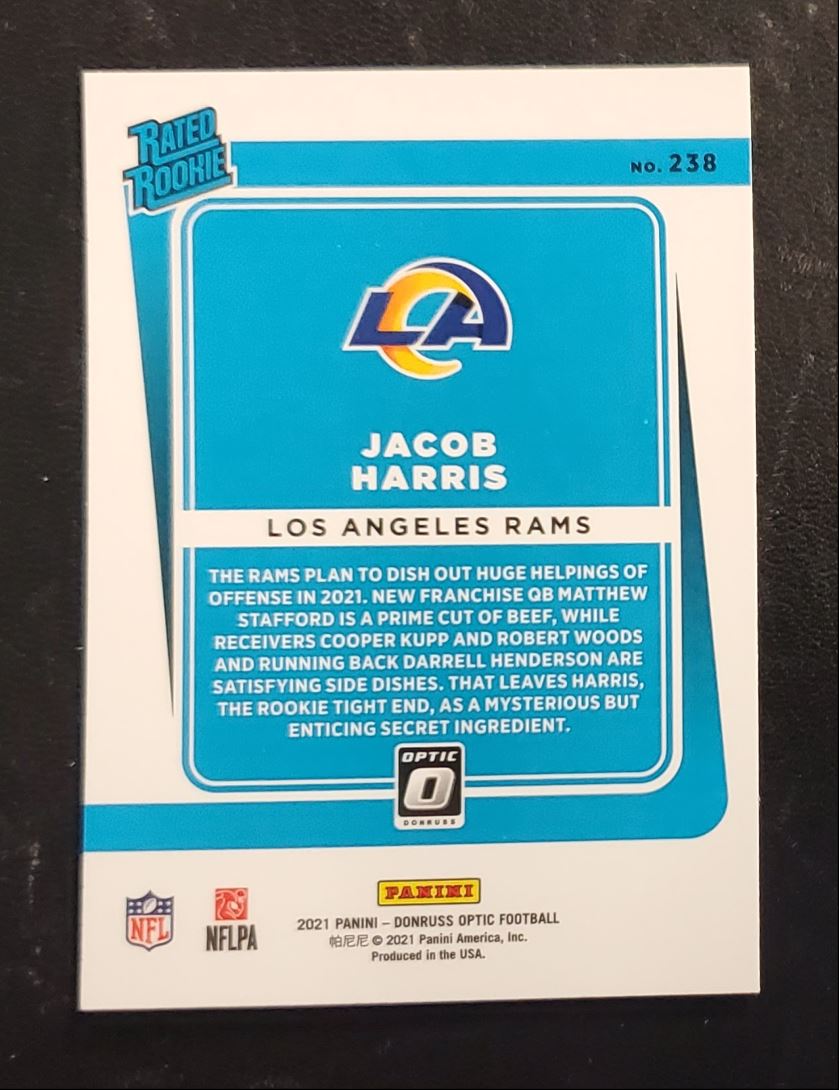 RATED
ROOKIE
NO. 238
LA
JACOB
HARRIS
LOS ANGELES RAMS
THE RAMS PLAN TO DISH OUT HUGE HELPINGS OF
OFFENSE IN 2021. NEW FRANCHISE QB MATTHEW
STAFFORD IS A PRIME CUT OF BEEF, WHILE
RECEIVERS COOPER KUPP AND ROBERT WOODS
AND RUNNING BACK DARRELL HENDERSON ARE
SATISFYING SIDE DISHES. THAT LEAVES HARRIS,
THE ROOKIE TIGHT END, AS A MYSTERIOUS BUT
ENTICING SECRET INGREDIENT.
OPTIC
O
DONRUSS
PANINI
NFL
NFLPA
2021 PANINI – DONRUSS OPTIC FOOTBALL
帕尼尼 © 2021 Panini America, Inc.
Produced in the USA.